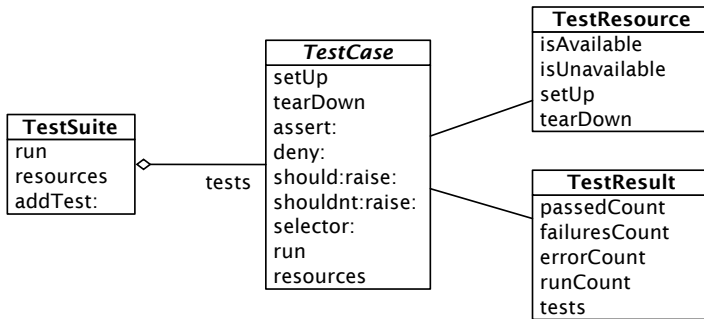 TestSuite
run
resources
addTest:
tests
TestCase
setUp
tearDown
assert:
deny:
should:raise:
shouldnt:raise:
selector:
run
resources
TestResource
isAvailable
isUnavailable
setUp
tearDown
TestResult
passedCount
failuresCount
errorCount
runCount
tests